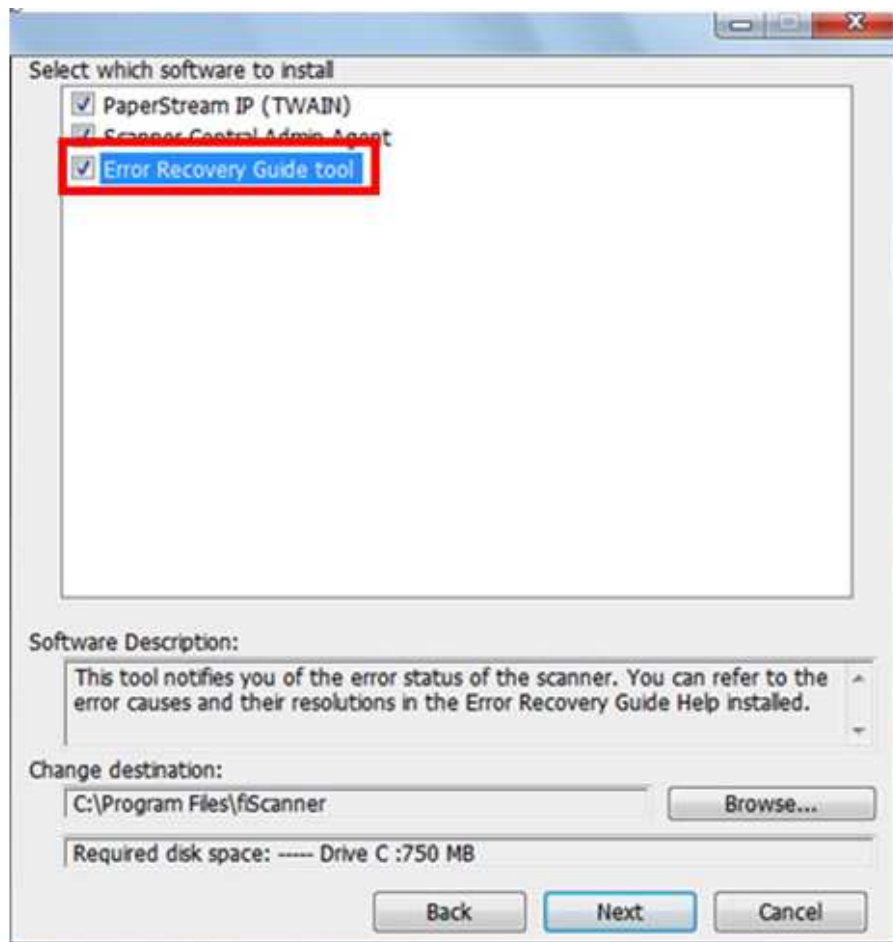 Select which software to install
PaperStream IP (TWAIN)
Scanner Central Admin Agent
Error Recovery Guide tool
Software Description:
This tool notifies you of the error status of the scanner. You can refer to the
error causes and their resolutions in the Error Recovery Guide Help installed.
Change destination:
C:\Program Files\fiScanner
Browse...
Required disk space: ----- Drive C :750 MB
Back
Next
Cancel